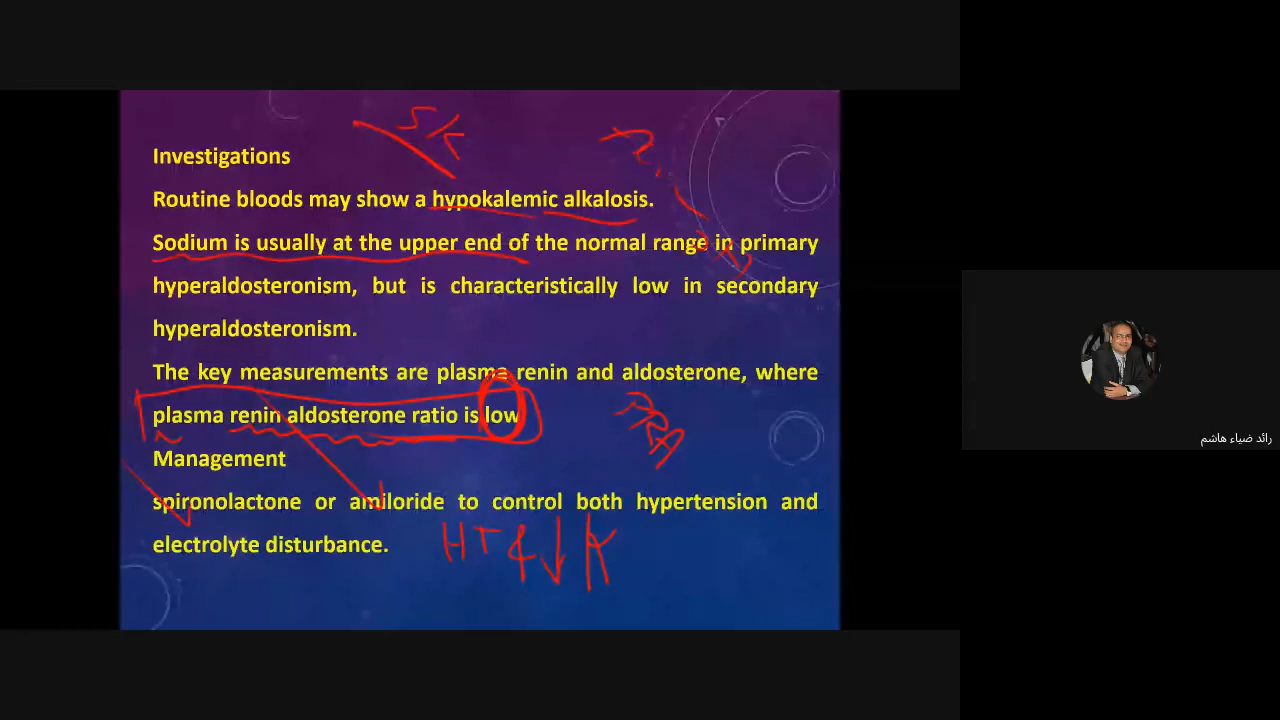 SK
Investigations
Routine bloods may show a hypokalemic alkalosis.
Sodium is usually at the upper end of the normal range in primary
hyperaldosteronism, but is characteristically low in secondary
hyperaldosteronism.
The key measurements are plasma renin and aldosterone, where
plasma renin aldosterone ratio is low
Management
spironolactone or amiloride to control both hypertension and
electrolyte disturbance.
HT & ↓ K
رائد ضياء هاشم